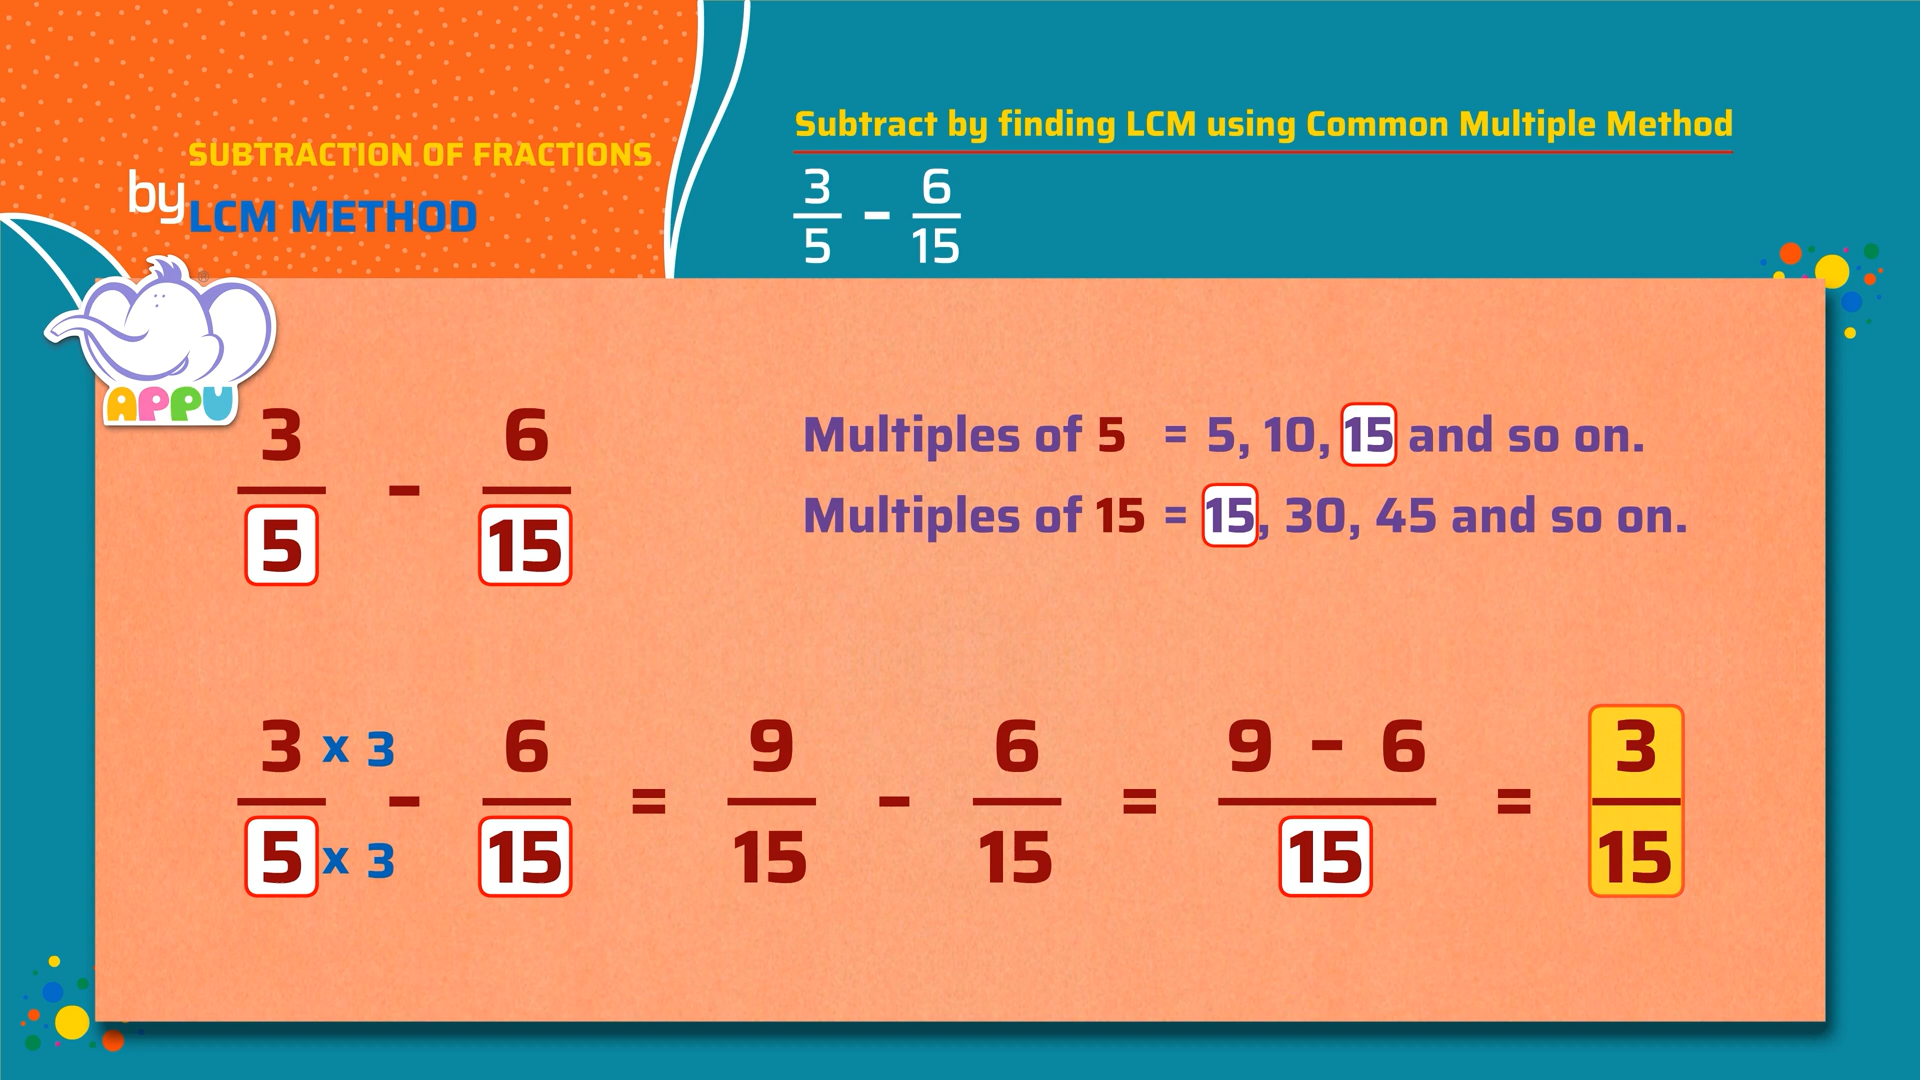 SUBTRACTION OF FRACTIONS
by LCM METHOD
Subtract by finding LCM using Common Multiple Method
3/5 - 6/15
APPU
®
3/5 - 6/15
Multiples of 5 = 5, 10, 15 and so on.
Multiples of 15 = 15, 30, 45 and so on.
3 x 3/5 x 3 - 6/15 = 9/15 - 6/15 = 9 - 6/15 = 3/15